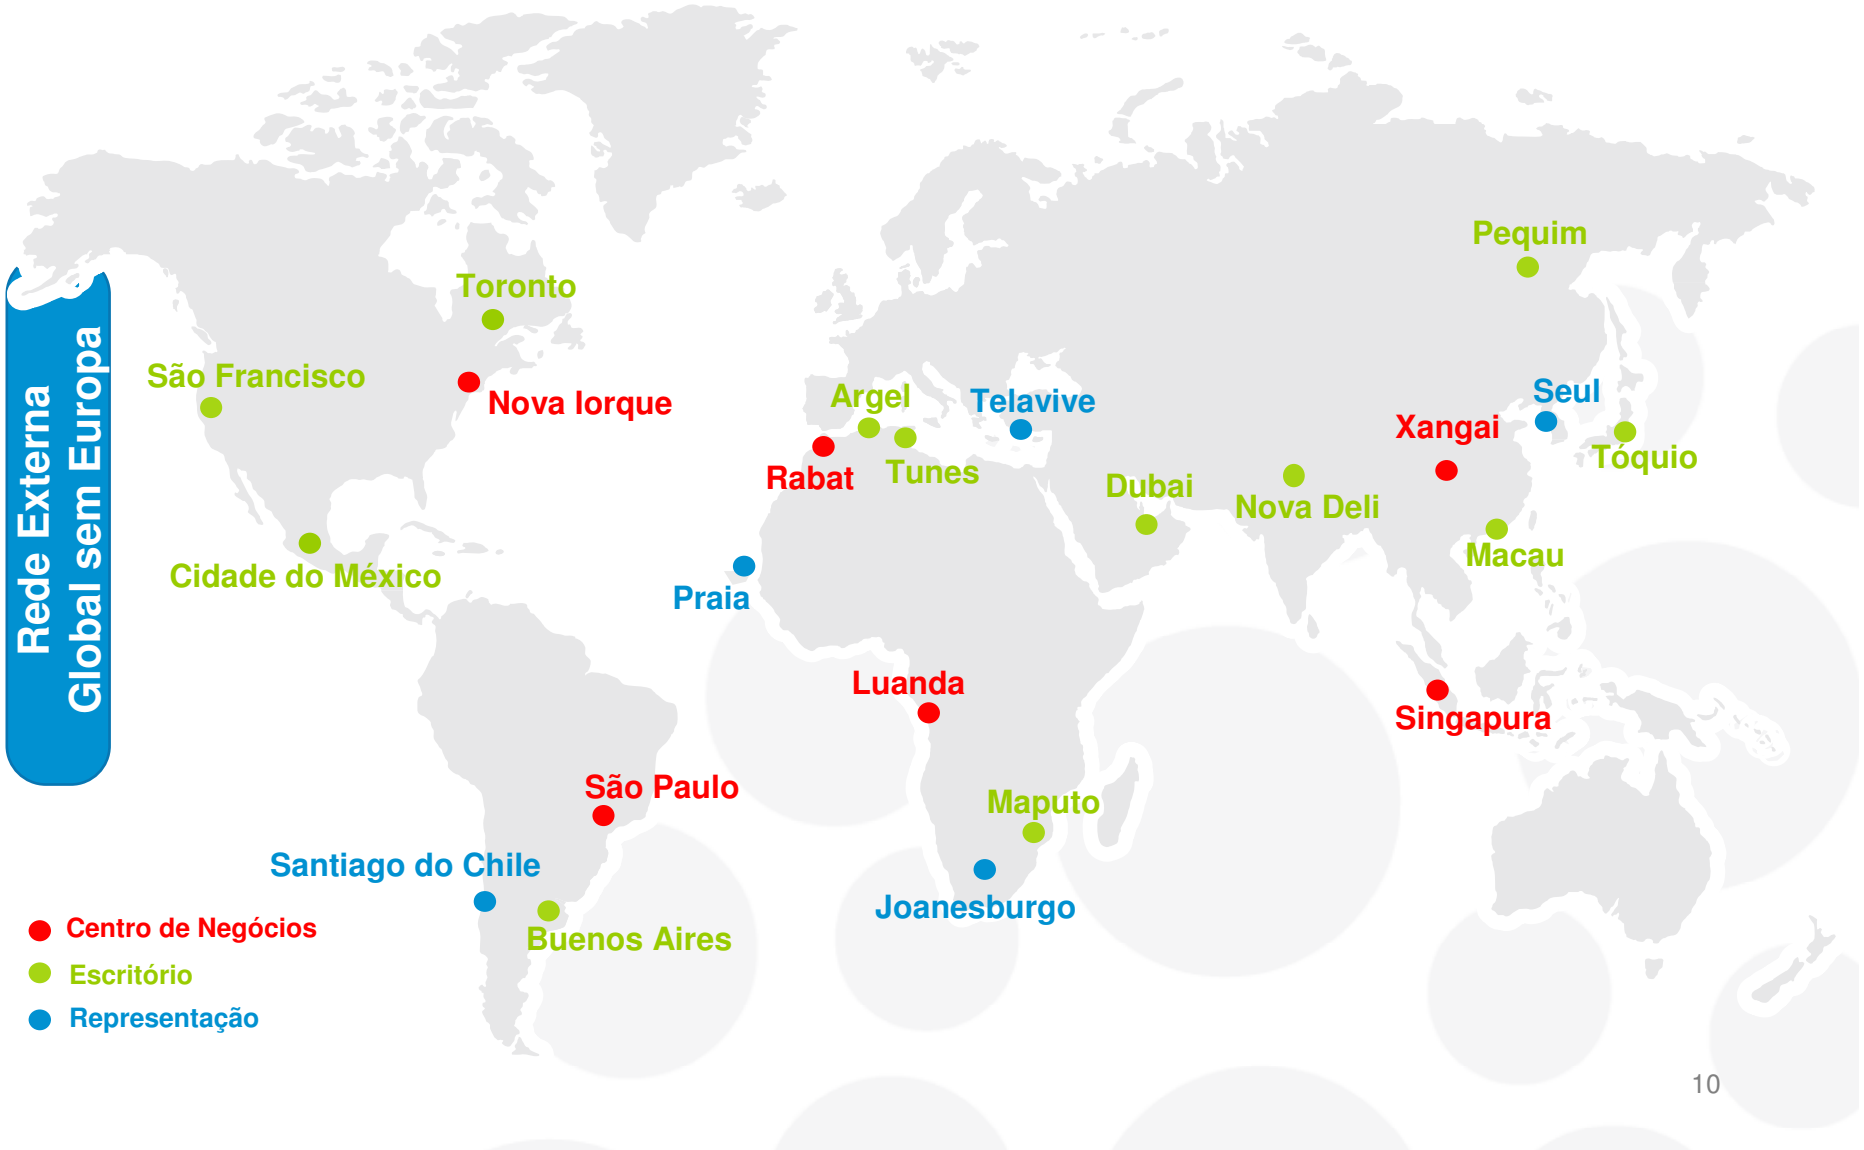 Rede Externa
Global sem Europa
Pequim
Toronto
São Francisco
Nova Iorque
Argel
Telavive
Seul
Xangai
Tóquio
Rabat
Tunes
Dubai
Nova Deli
Macau
Cidade do México
Praia
Luanda
Singapura
São Paulo
Maputo
Santiago do Chile
Joanesburgo
Buenos Aires
Centro de Negócios
Escritório
Representação
10